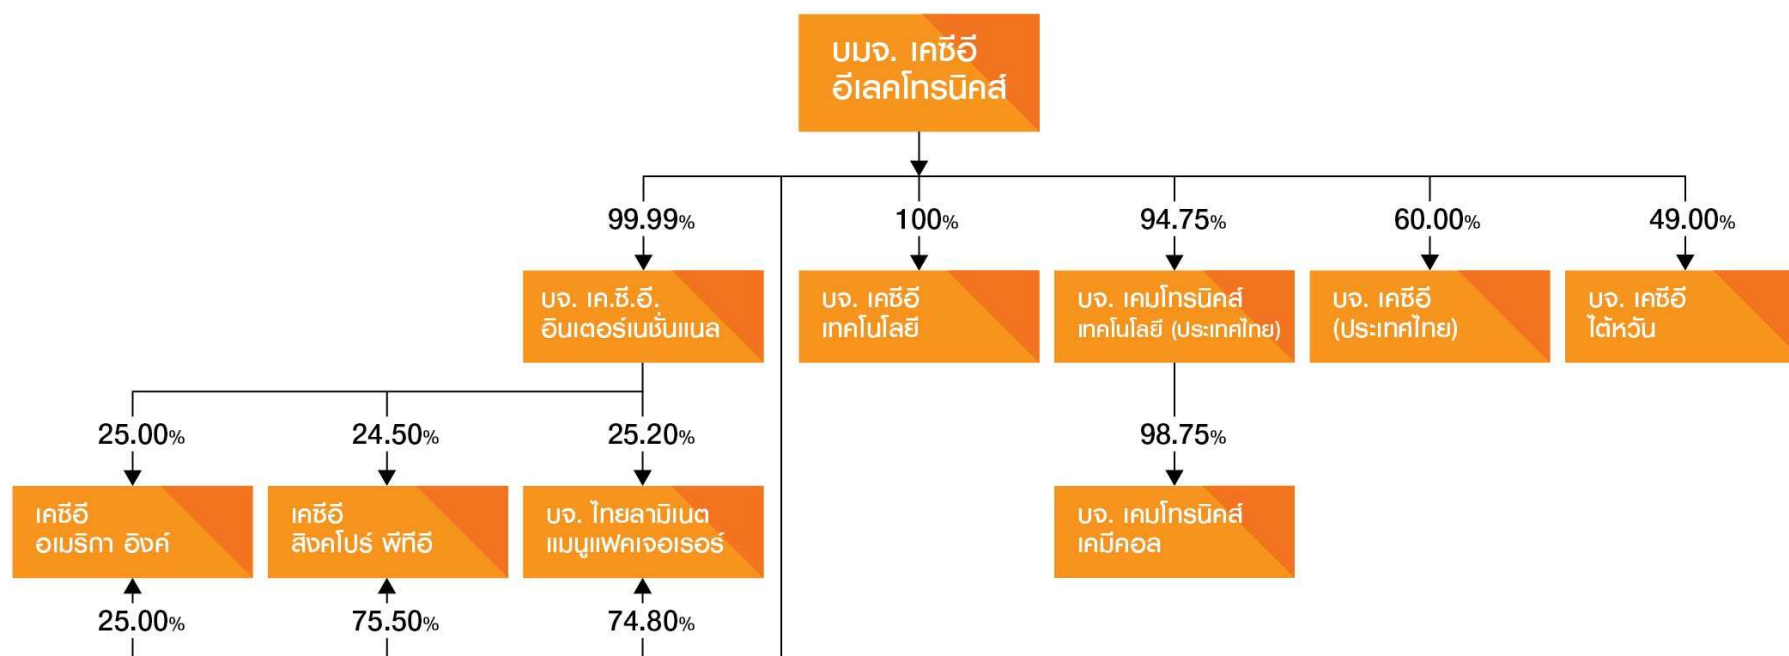 บมจ. เคซีอี
อีเลคโทรนิคส์
99.99%
100%
94.75%
60.00%
49.00%
บจ. เค.ซี.อี.
อินเตอร์เนชั่นแนล
บจ. เคซีอี
เทคโนโลยี
บจ. เคมโทรนิคส์
เทคโนโลยี (ประเทศไทย)
บจ. เคซีอี
(ประเทศไทย)
บจ. เคซีอี
ไต้หวัน
25.00%
24.50%
25.20%
98.75%
เคซีอี
อเมริกา อิงค์
เคซีอี
สิงคโปร์ พีทีอี
บจ. ไทยลามิเนต
แมนูแฟคเจอเรอร์
บจ. เคมโทรนิคส์
เคมีคอล
25.00%
75.50%
74.80%